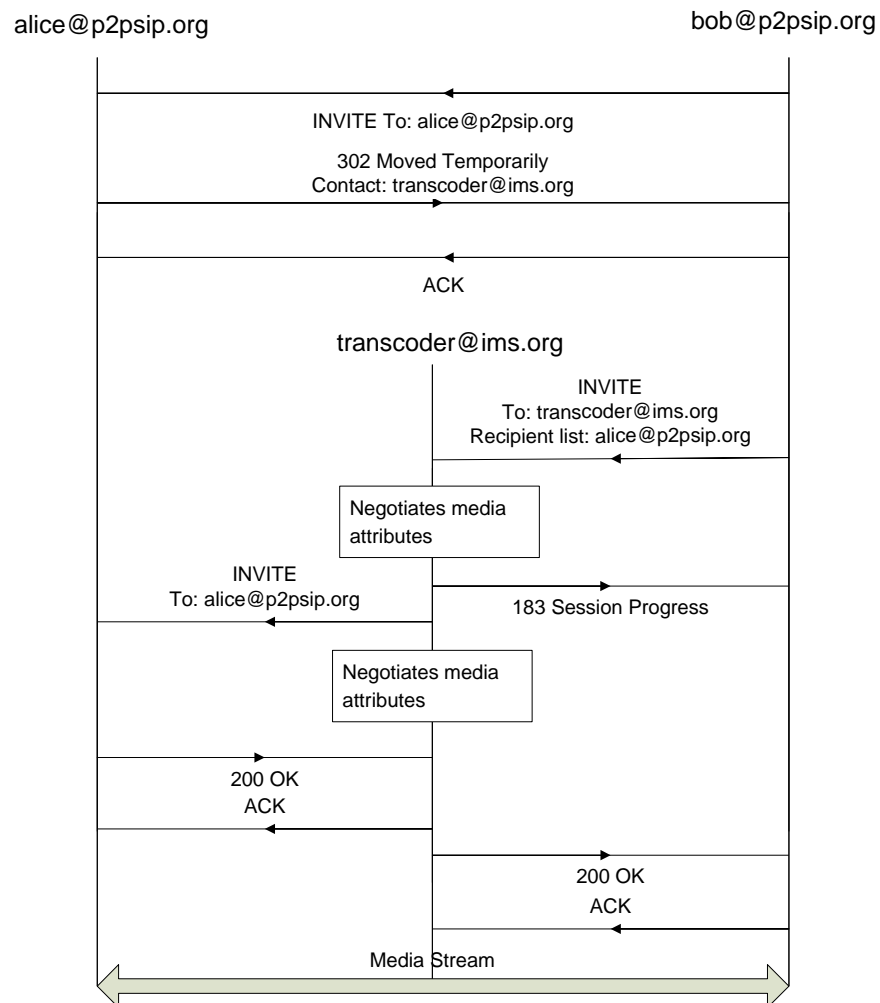 alice@p2psip.org
bob@p2psip.org
INVITE To: alice@p2psip.org
302 Moved Temporarily
Contact: transcoder@ims.org
ACK
transcoder@ims.org
INVITE
To: transcoder@ims.org
Recipient list: alice@p2psip.org
Negotiates media
attributes
INVITE
To: alice@p2psip.org
183 Session Progress
Negotiates media
attributes
200 OK
ACK
200 OK
ACK
Media Stream